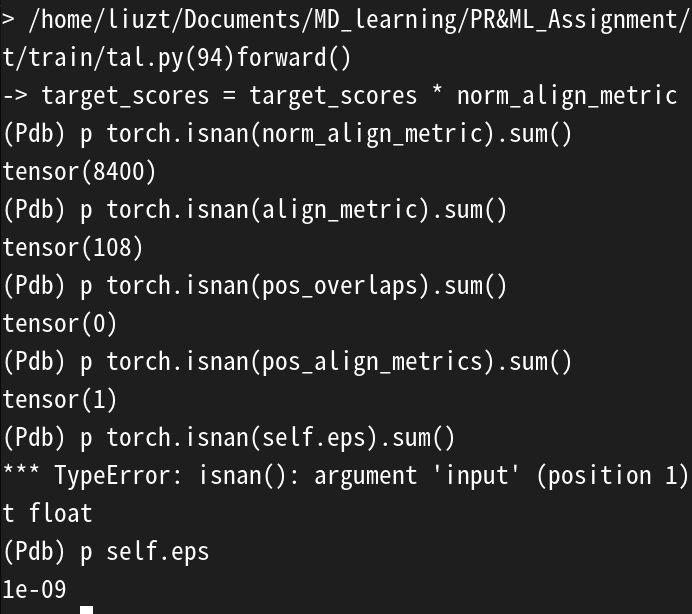 > /home/liuzt/Documents/MD_learning/PR&ML_Assignment/
t/train/tal.py(94)forward()
-> target_scores = target_scores * norm_align_metric
(Pdb) p torch.isnan(norm_align_metric).sum()
tensor(8400)
(Pdb) p torch.isnan(align_metric).sum()
tensor(108)
(Pdb) p torch.isnan(pos_overlaps).sum()
tensor(0)
(Pdb) p torch.isnan(pos_align_metrics).sum()
tensor(1)
(Pdb) p torch.isnan(self.eps).sum()
*** TypeError: isnan(): argument 'input' (position 1)
t float
(Pdb) p self.eps
1e-09